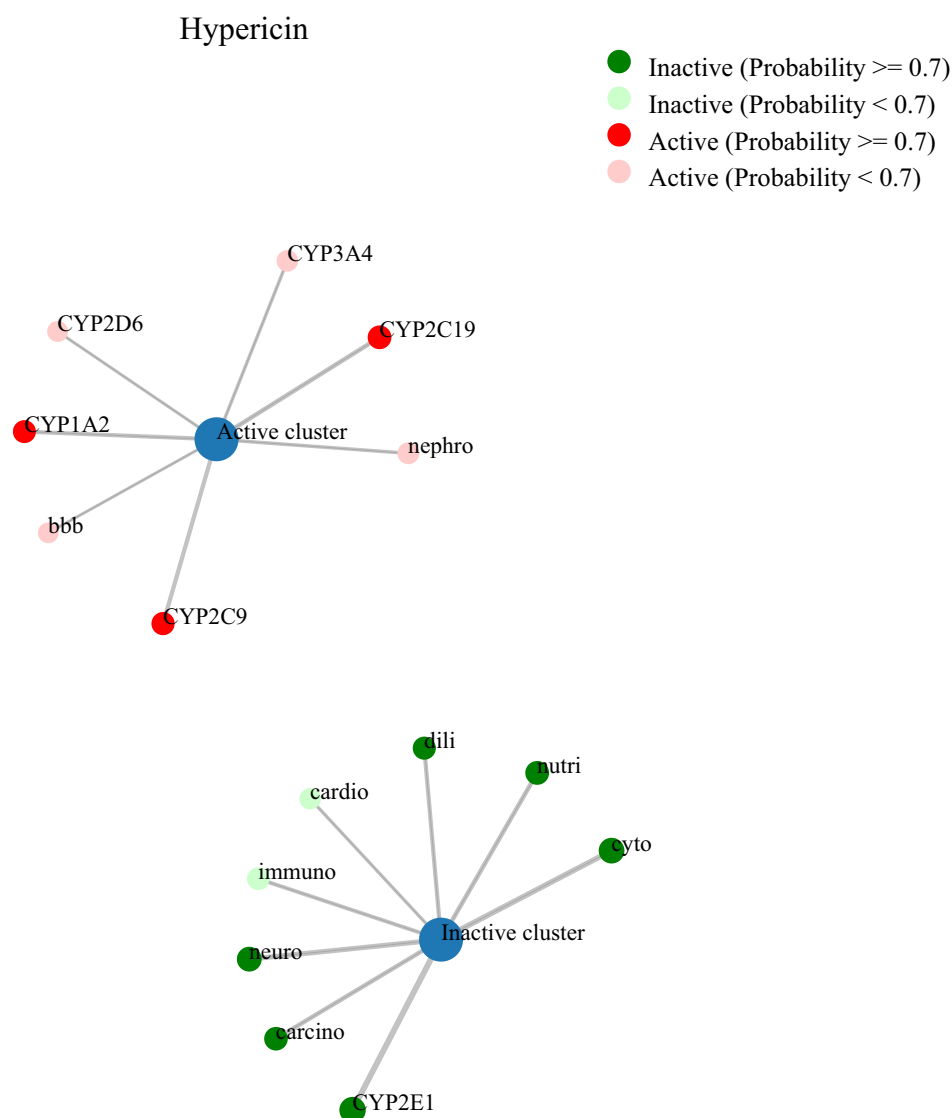 Hypericin
Inactive (Probability >= 0.7)
Inactive (Probability < 0.7)
Active (Probability >= 0.7)
Active (Probability < 0.7)
CYP3A4
CYP2D6
CYP2C19
CYP1A2
Active cluster
nephro
bbb
CYP2C9
dili
nutri
cardio
cyto
immuno
Inactive cluster
neuro
carcino
CYP2E1